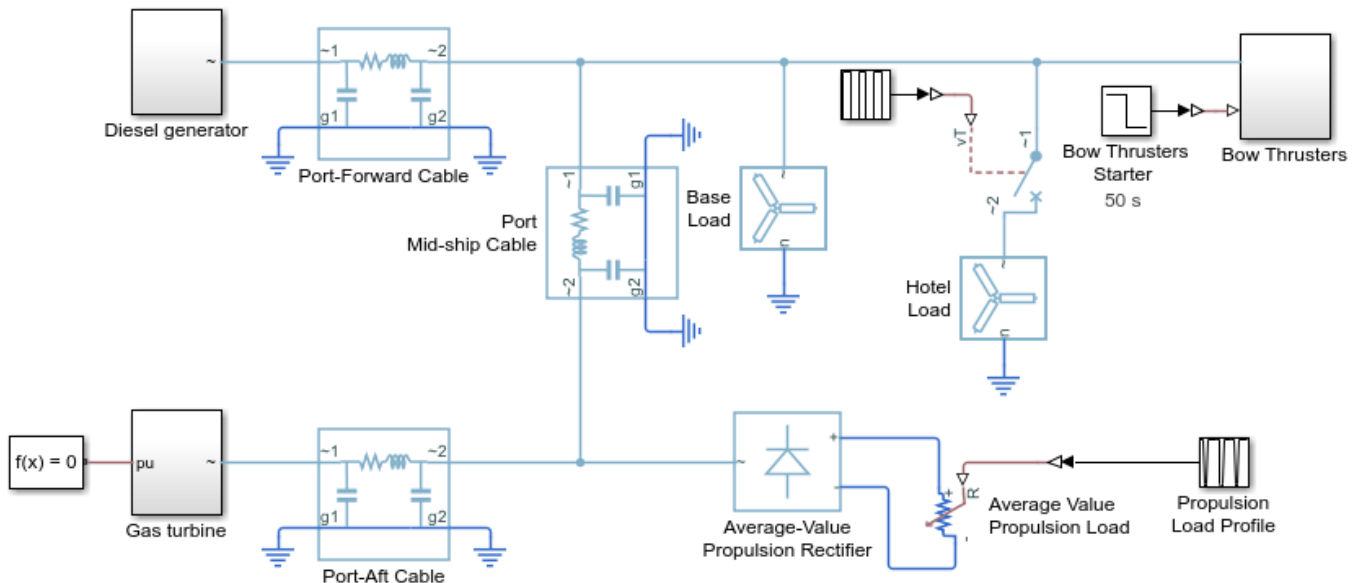 ~
Diesel generator
~1
~2
g1
g2
Port-Forward Cable
~1
g1
Port
Mid-ship Cable
~2
g2
Base
Load
~
n
vT
~1
~2
Hotel
Load
~
n
Bow Thrusters
Starter
50 s
Bow Thrusters
f(x) = 0
pu
~
Gas turbine
~1
~2
g1
g2
Port-Aft Cable
~
+
-
Average-Value
Propulsion Rectifier
+
R
-
Average Value
Propulsion Load
Propulsion
Load Profile